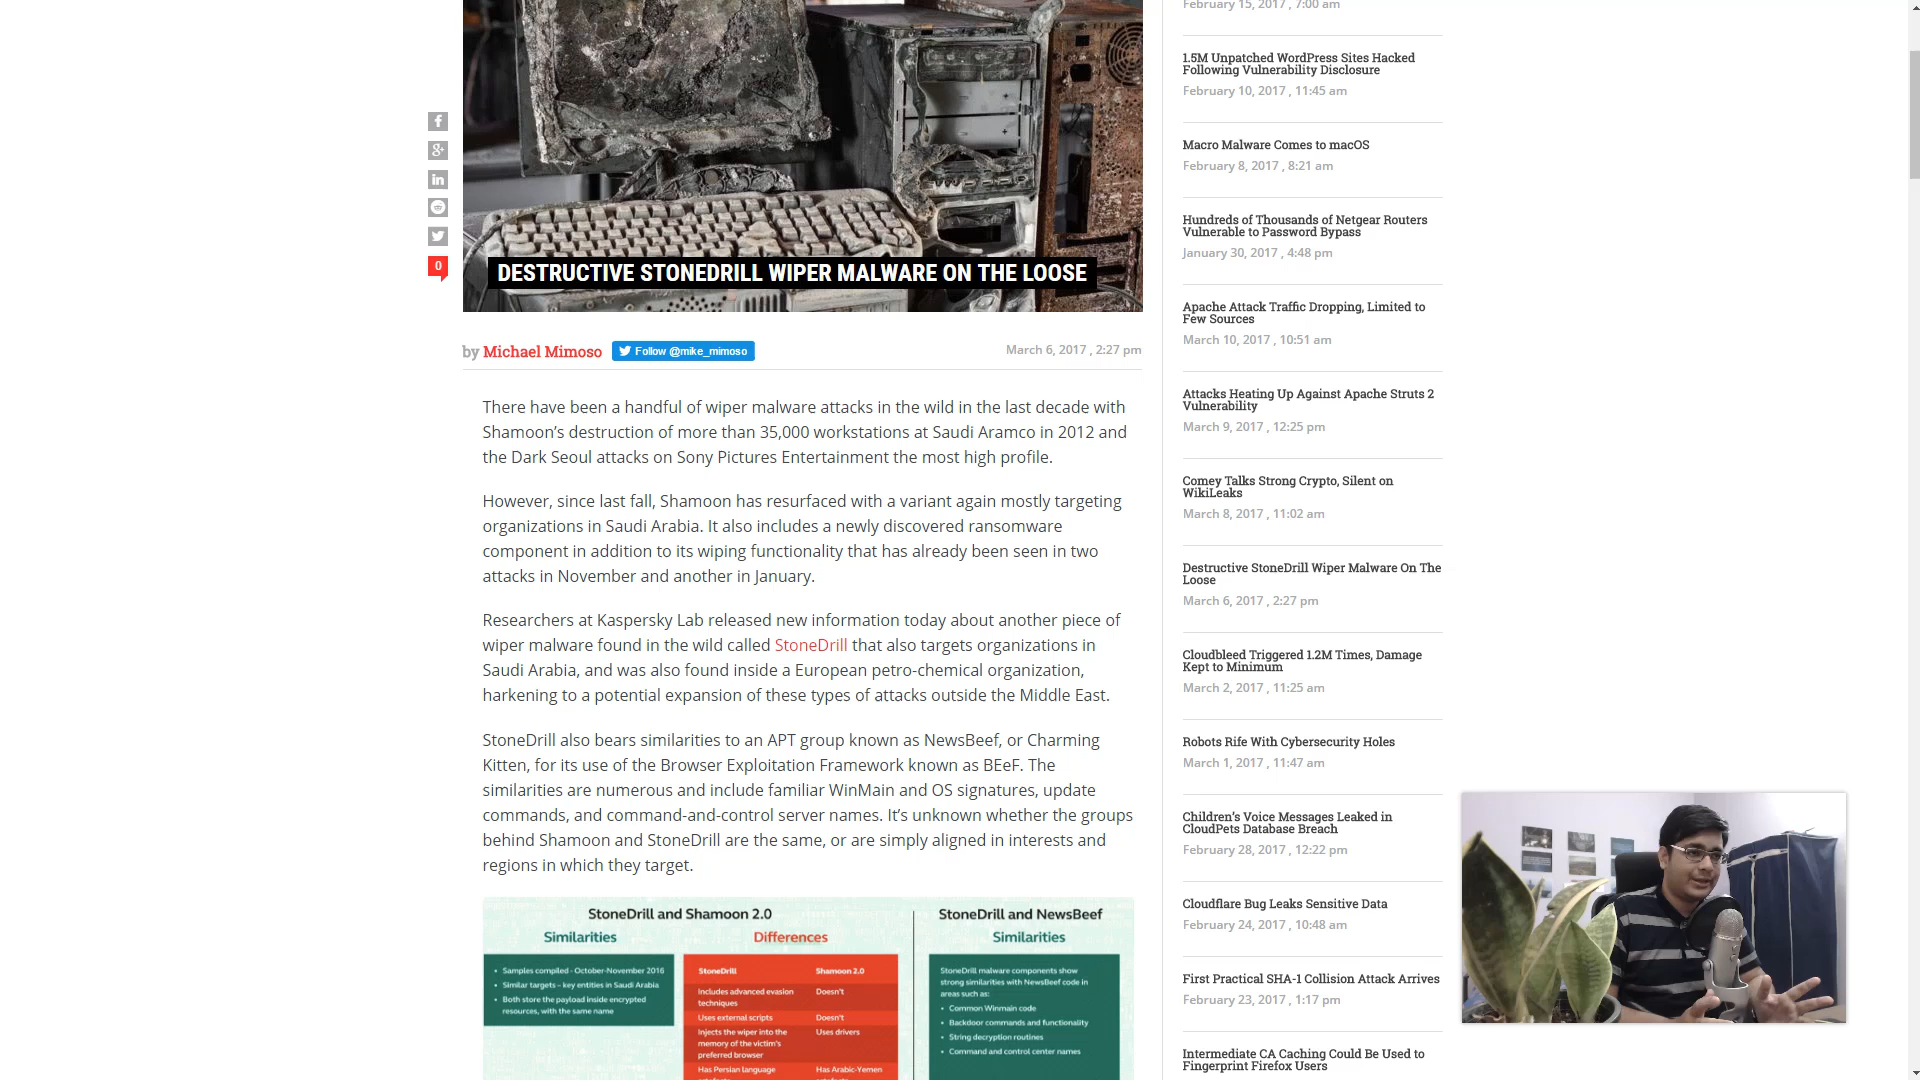 February 15, 2017 , 7:00 am
1.5M Unpatched WordPress Sites Hacked
Following Vulnerability Disclosure
February 10, 2017 , 11:45 am
Macro Malware Comes to macOS
February 8, 2017 , 8:21 am
Hundreds of Thousands of Netgear Routers
Vulnerable to Password Bypass
January 30, 2017 , 4:48 pm
Apache Attack Traffic Dropping, Limited to
Few Sources
March 10, 2017 , 10:51 am
Attacks Heating Up Against Apache Struts 2
Vulnerability
March 9, 2017 , 12:25 pm
Comey Talks Strong Crypto, Silent on
WikiLeaks
March 8, 2017 , 11:02 am
Destructive StoneDrill Wiper Malware On The
Loose
March 6, 2017 , 2:27 pm
Cloudbleed Triggered 1.2M Times, Damage
Kept to Minimum
March 2, 2017 , 11:25 am
Robots Rife With Cybersecurity Holes
March 1, 2017 , 11:47 am
Children's Voice Messages Leaked in
CloudPets Database Breach
February 28, 2017 , 12:22 pm
Cloudflare Bug Leaks Sensitive Data
February 24, 2017 , 10:48 am
First Practical SHA-1 Collision Attack Arrives
February 23, 2017 , 1:17 pm
Intermediate CA Caching Could Be Used to
Fingerprint Firefox Users
0
DESTRUCTIVE STONEDRILL WIPER MALWARE ON THE LOOSE
by Michael Mimoso
Follow @mike_mimoso
March 6, 2017 , 2:27 pm
There have been a handful of wiper malware attacks in the wild in the last decade with
Shamoon’s destruction of more than 35,000 workstations at Saudi Aramco in 2012 and
the Dark Seoul attacks on Sony Pictures Entertainment the most high profile.
However, since last fall, Shamoon has resurfaced with a variant again mostly targeting
organizations in Saudi Arabia. It also includes a newly discovered ransomware
component in addition to its wiping functionality that has already been seen in two
attacks in November and another in January.
Researchers at Kaspersky Lab released new information today about another piece of
wiper malware found in the wild called StoneDrill that also targets organizations in
Saudi Arabia, and was also found inside a European petro-chemical organization,
harkening to a potential expansion of these types of attacks outside the Middle East.
StoneDrill also bears similarities to an APT group known as NewsBeef, or Charming
Kitten, for its use of the Browser Exploitation Framework known as BEeF. The
similarities are numerous and include familiar WinMain and OS signatures, update
commands, and command-and-control server names. It’s unknown whether the groups
behind Shamoon and StoneDrill are the same, or are simply aligned in interests and
regions in which they target.
StoneDrill and Shamoon 2.0
Similarities
• Samples compiled - October-November 2016
• Similar targets – key entities in Saudi Arabia
• Both store the payload inside encrypted
resources, with the same name
Differences
StoneDrill Shamoon 2.0
Includes advanced evasion Doesn't
techniques
Uses external scripts Doesn't
Injects the wiper into the Uses drivers
memory of the victim's
preferred browser
Has Persian language Has Arabic-Yemen
StoneDrill and NewsBeef
Similarities
StoneDrill malware components show
strong similarities with NewsBeef code in
areas such as:
• Common Winmain code
• Backdoor commands and functionality
• String decryption routines
• Command and control center names